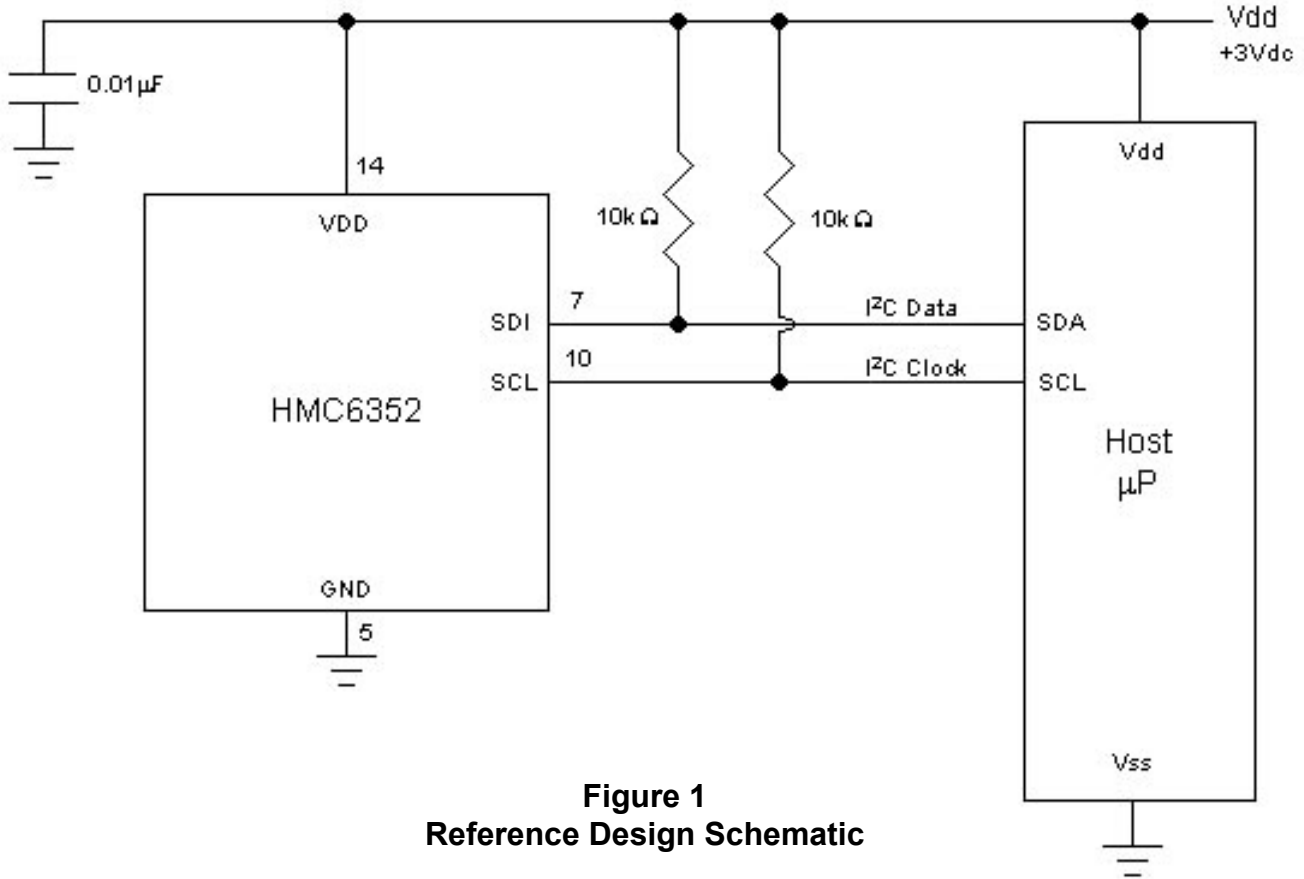 Vdd
+3Vdc
0.01µF
14
VDD
10kΩ
10kΩ
Vdd
7
SDI
I²C Data
SDA
10
SCL
I²C Clock
SCL
HMC6352
Host
µP
GND
5
Vss
Figure 1
Reference Design Schematic